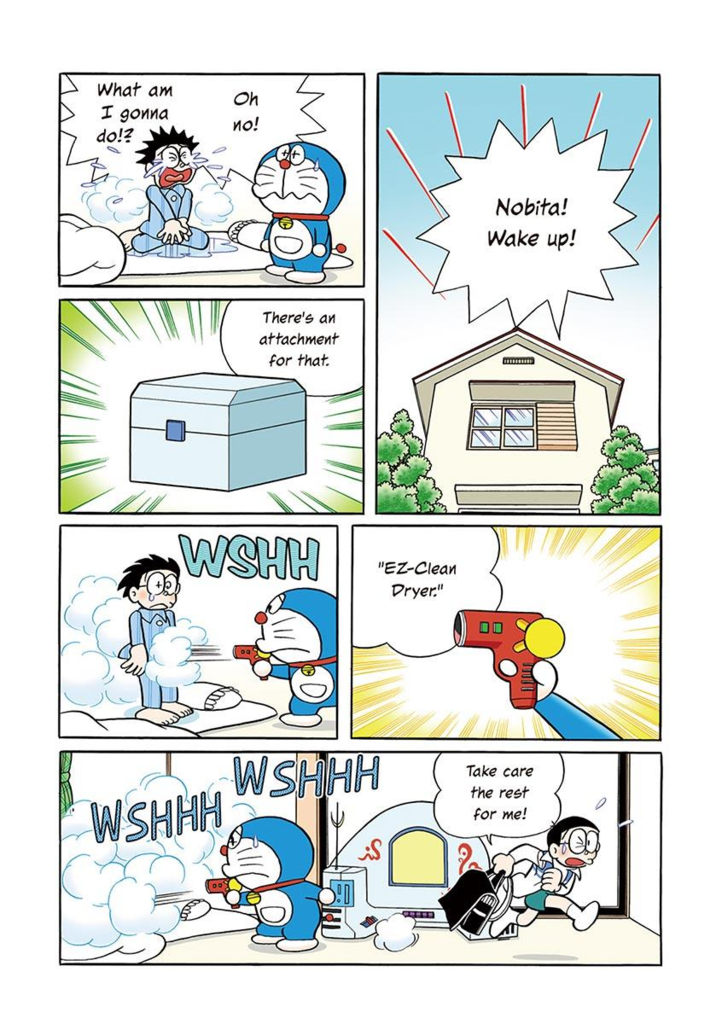 Nobita!
Wake up!
Oh
no!
What am
I gonna
do!?
There's an
attachment
for that.
"EZ-Clean
Dryer."
WSHH
Take care
the rest
for me!
WSHHH
WSHHH